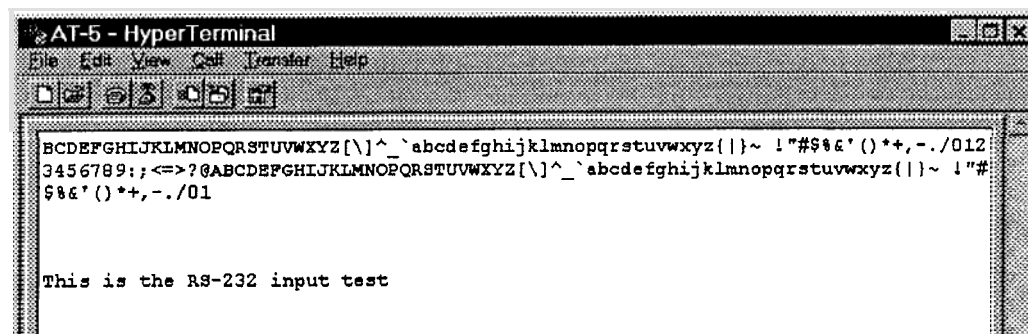 AT-5 - HyperTerminal
File Edit View Call Transfer Help
BCDEFGHIJKLMNOPQRSTUVWXYZ[\]^_`abcdefghijklmnopqrstuvwxyz{|}~ !"#$%&'()*+,-./012
3456789:;<=>?@ABCDEFGHIJKLMNOPQRSTUVWXYZ[\]^_`abcdefghijklmnopqrstuvwxyz{|}~ !"#
$%&'()*+,-./01
This is the RS-232 input test